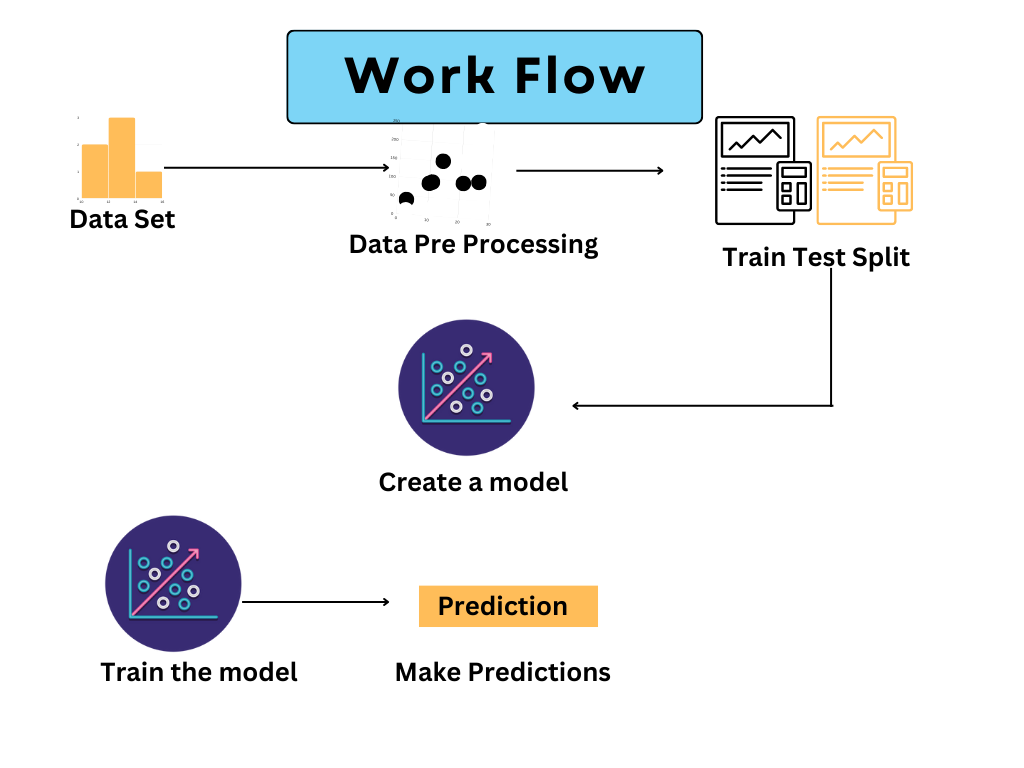 Work Flow
Data Set
Data Pre Processing
Train Test Split
Create a model
Prediction
Train the model
Make Predictions